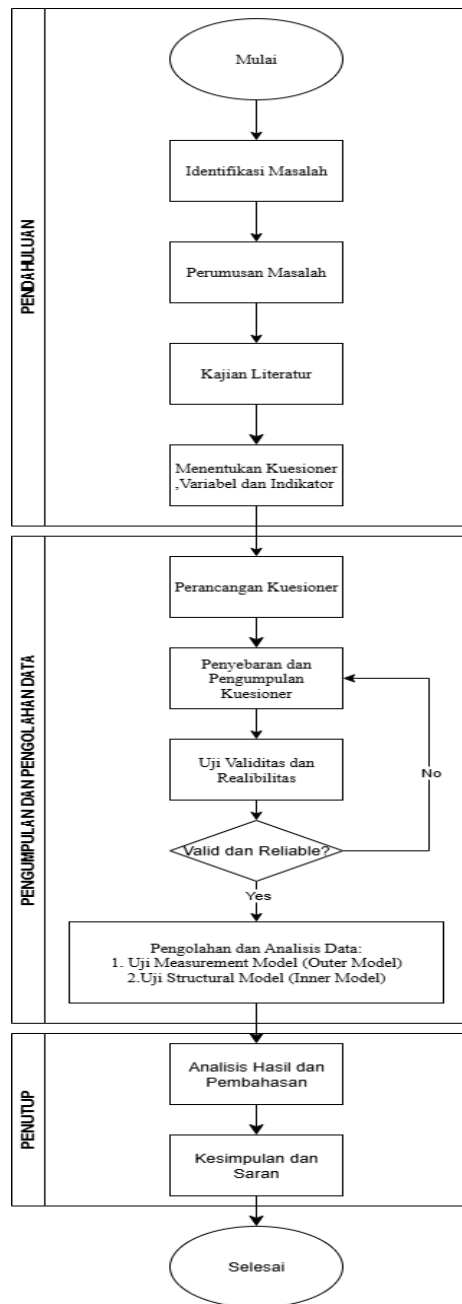 Mulai
PENDAHULUAN
Identifikasi Masalah
Perumusan Masalah
Kajian Literatur
Menentukan Kuesioner
,Variabel dan Indikator
PENGUMPULAN DAN PENGOLAHAN DATA
Perancangan Kuesioner
Penyebaran dan
Pengumpulan
Kuesioner
Uji Validitas dan
Realibilitas
No
Valid dan Reliable?
Yes
Pengolahan dan Analisis Data:
1. Uji Measurement Model (Outer Model)
2.Uji Structural Model (Inner Model)
PENUTUP
Analisis Hasil dan
Pembahasan
Kesimpulan dan
Saran
Selesai